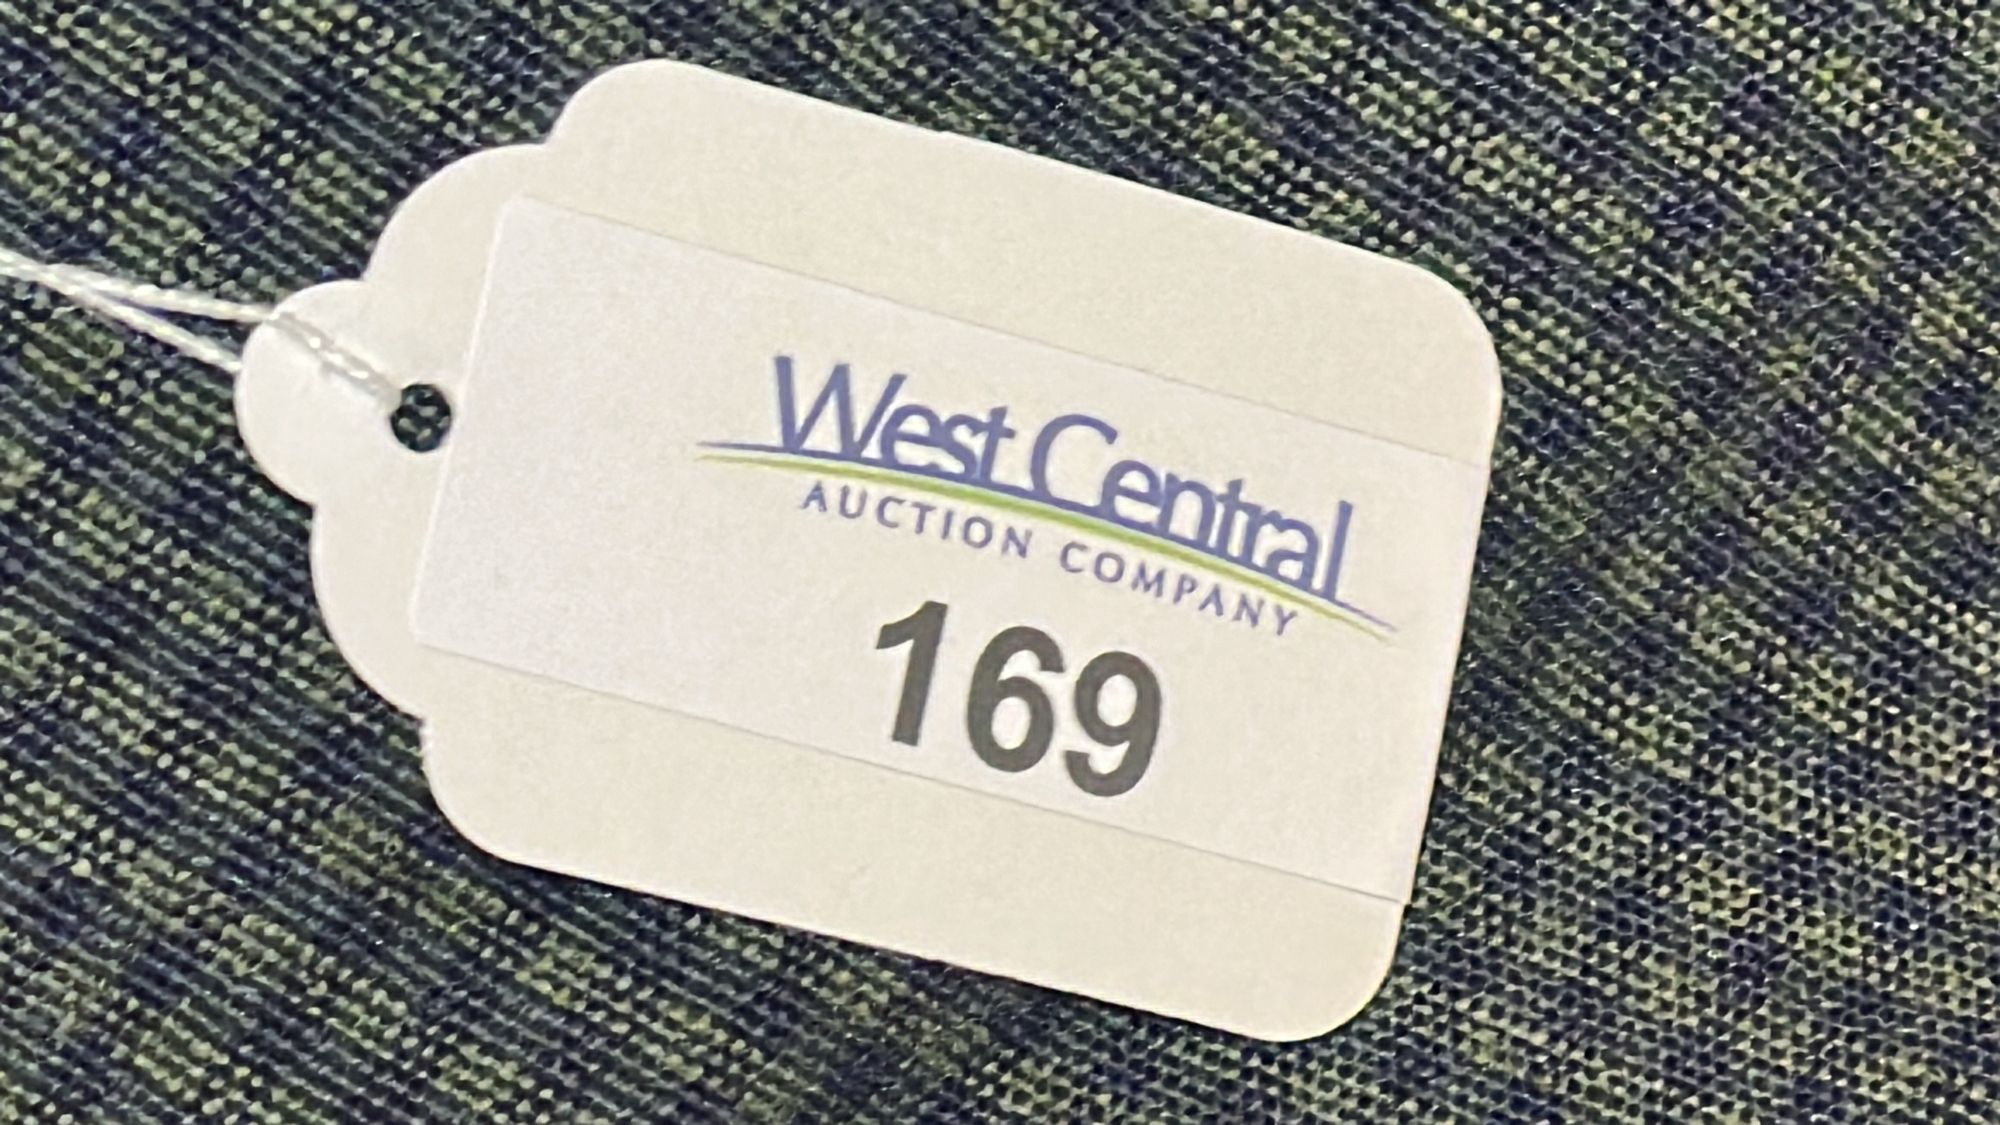 West Central
AUCTION COMPANY
169